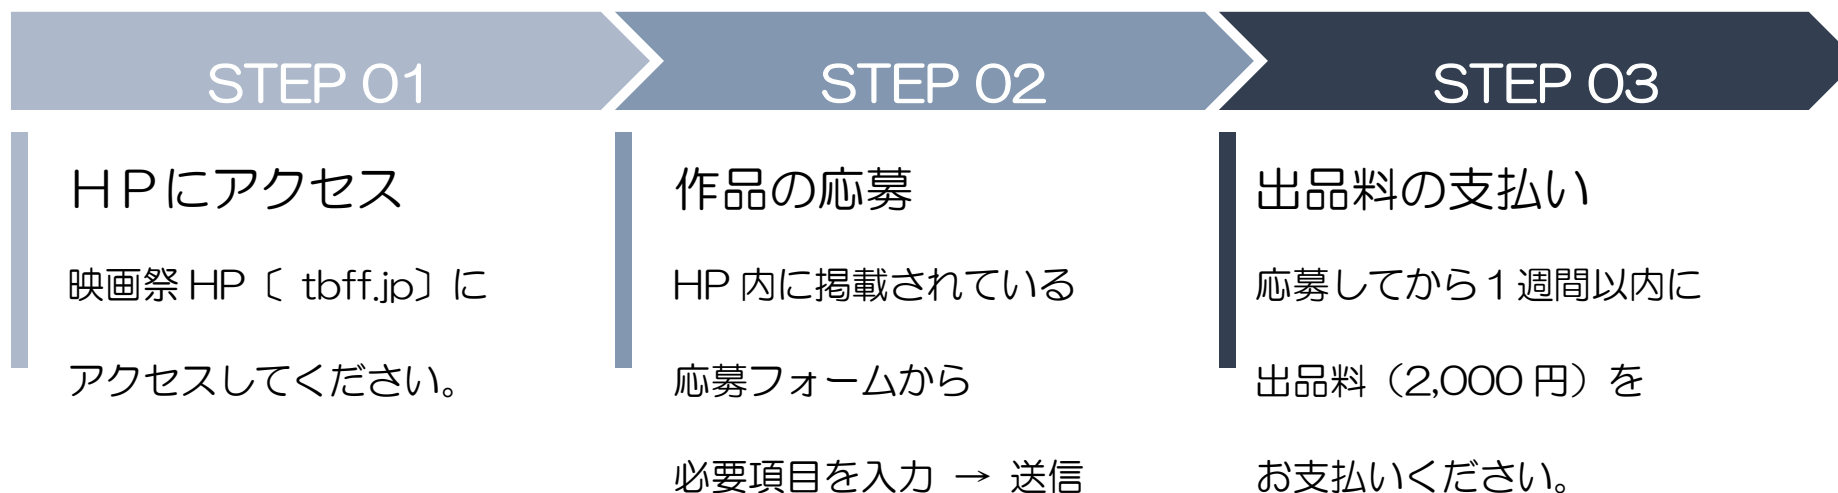 STEP 01
STEP 02
STEP 03
ＨＰにアクセス
映画祭 HP〔 tbff.jp〕に
アクセスしてください。
作品の応募
HP 内に掲載されている
応募フォームから
必要項目を入力 → 送信
出品料の支払い
応募してから１週間以内に
出品料（2,000 円）を
お支払いください。